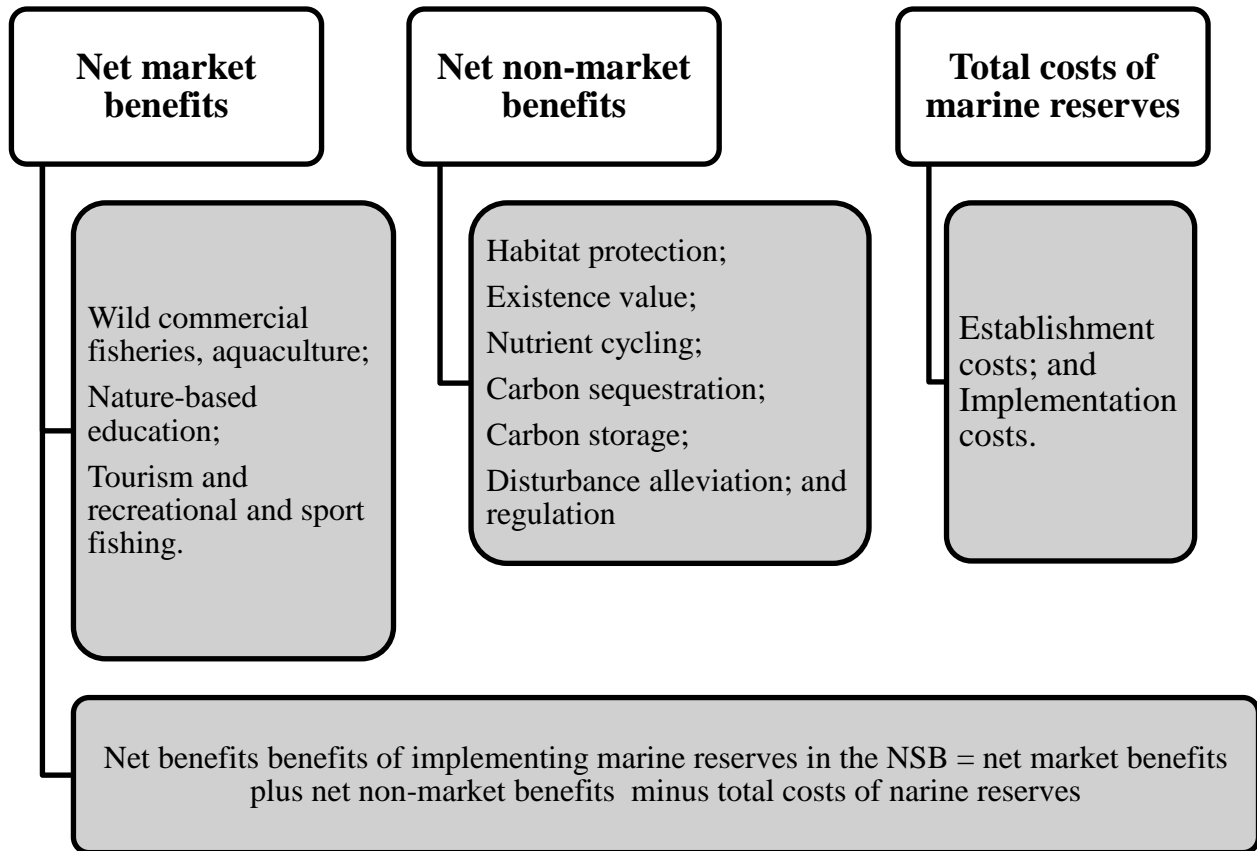 Net market
benefits
Wild commercial
fisheries, aquaculture;
Nature-based
education;
Tourism and
recreational and sport
fishing.
Net non-market
benefits
Habitat protection;
Existence value;
Nutrient cycling;
Carbon sequestration;
Carbon storage;
Disturbance alleviation; and
regulation
Total costs of
marine reserves
Establishment
costs; and
Implementation
costs.
Net benefits benefits of implementing marine reserves in the NSB = net market benefits
plus net non-market benefits minus total costs of narine reserves